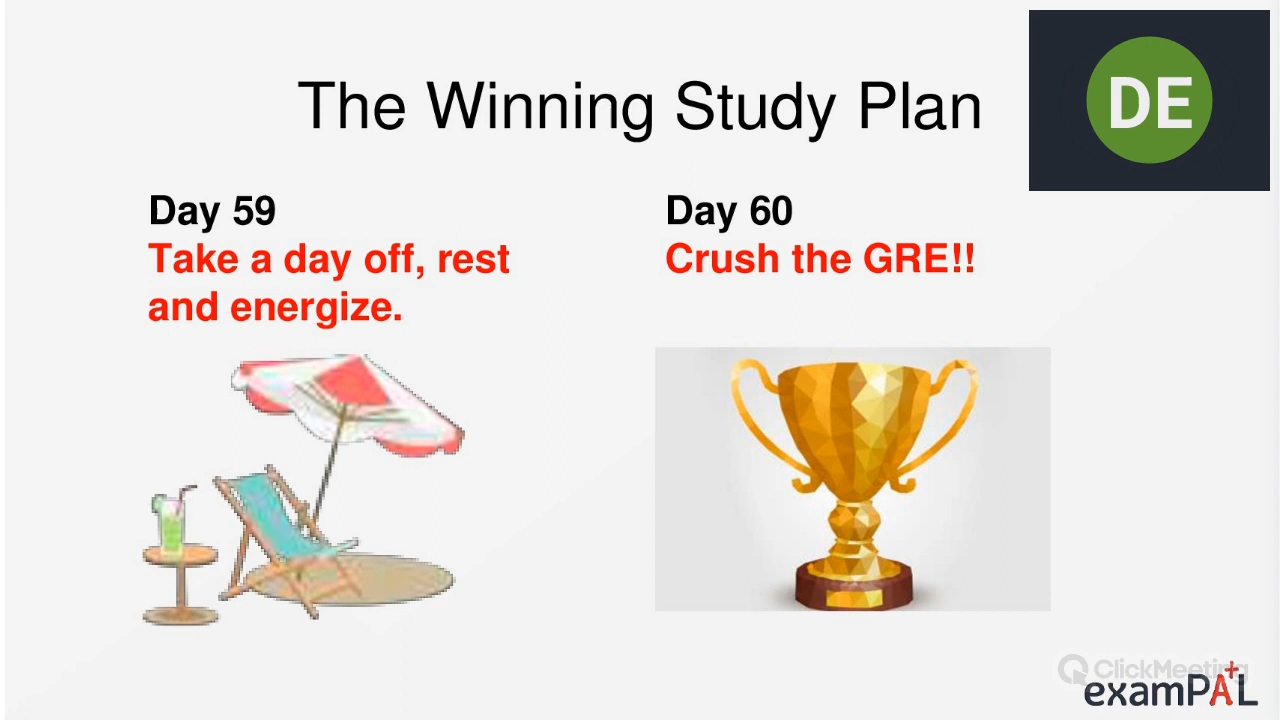 The Winning Study Plan
DE
Day 59
Take a day off, rest
and energize.
Day 60
Crush the GRE!!
ClickMeeting
examPAL